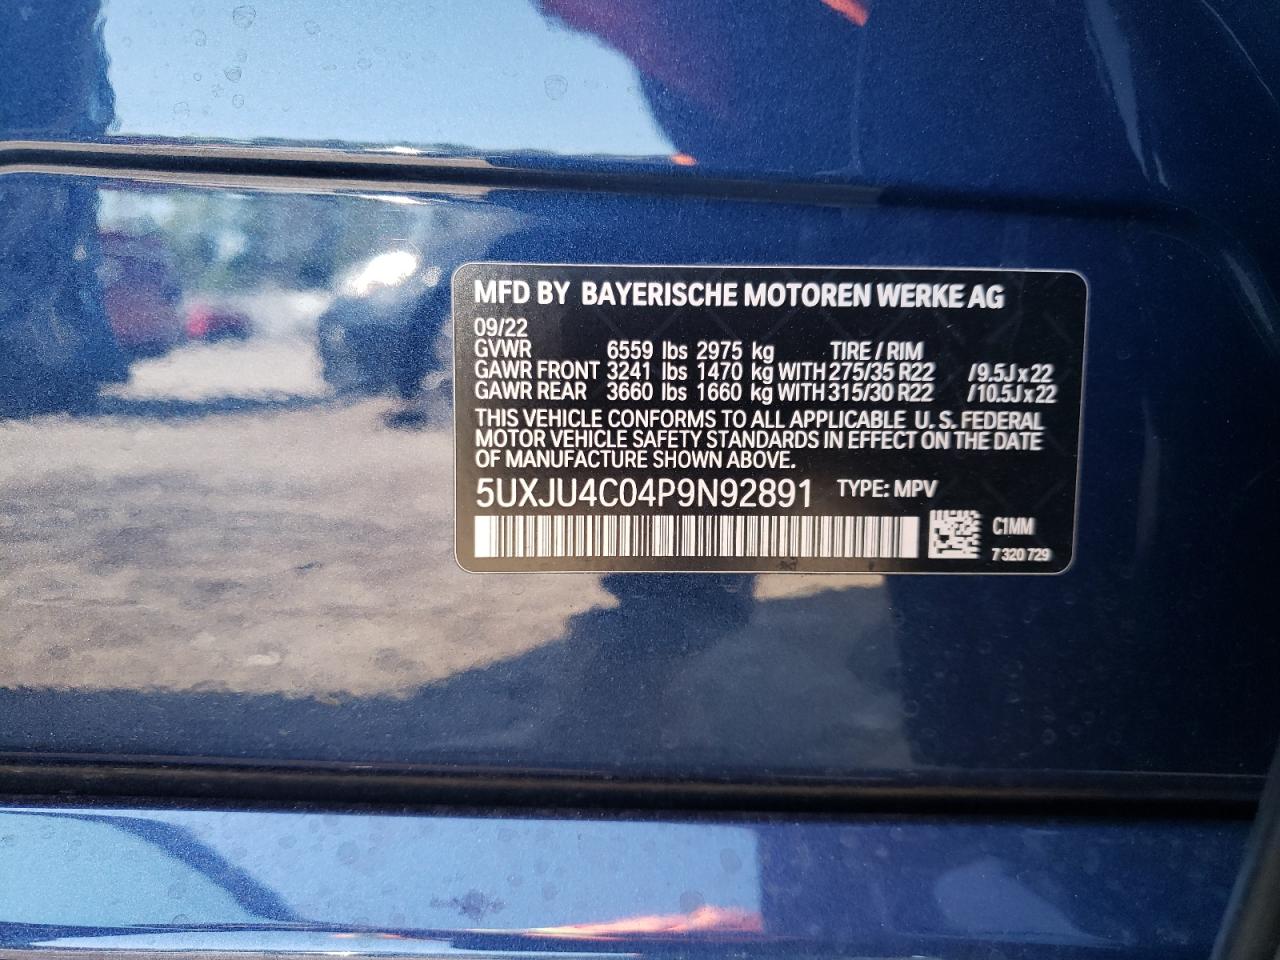 MFD BY BAYERISCHE MOTOREN WERKE AG
09/22
GVWR 6559 lbs 2975 kg TIRE / RIM
GAWR FRONT 3241 lbs 1470 kg WITH 275/35 R22 /9.5J x 22
GAWR REAR 3660 lbs 1660 kg WITH 315/30 R22 /10.5J x 22
THIS VEHICLE CONFORMS TO ALL APPLICABLE U.S. FEDERAL
MOTOR VEHICLE SAFETY STANDARDS IN EFFECT ON THE DATE
OF MANUFACTURE SHOWN ABOVE.
5UXJU4C04P9N92891 TYPE: MPV
C1MM
7 320 729